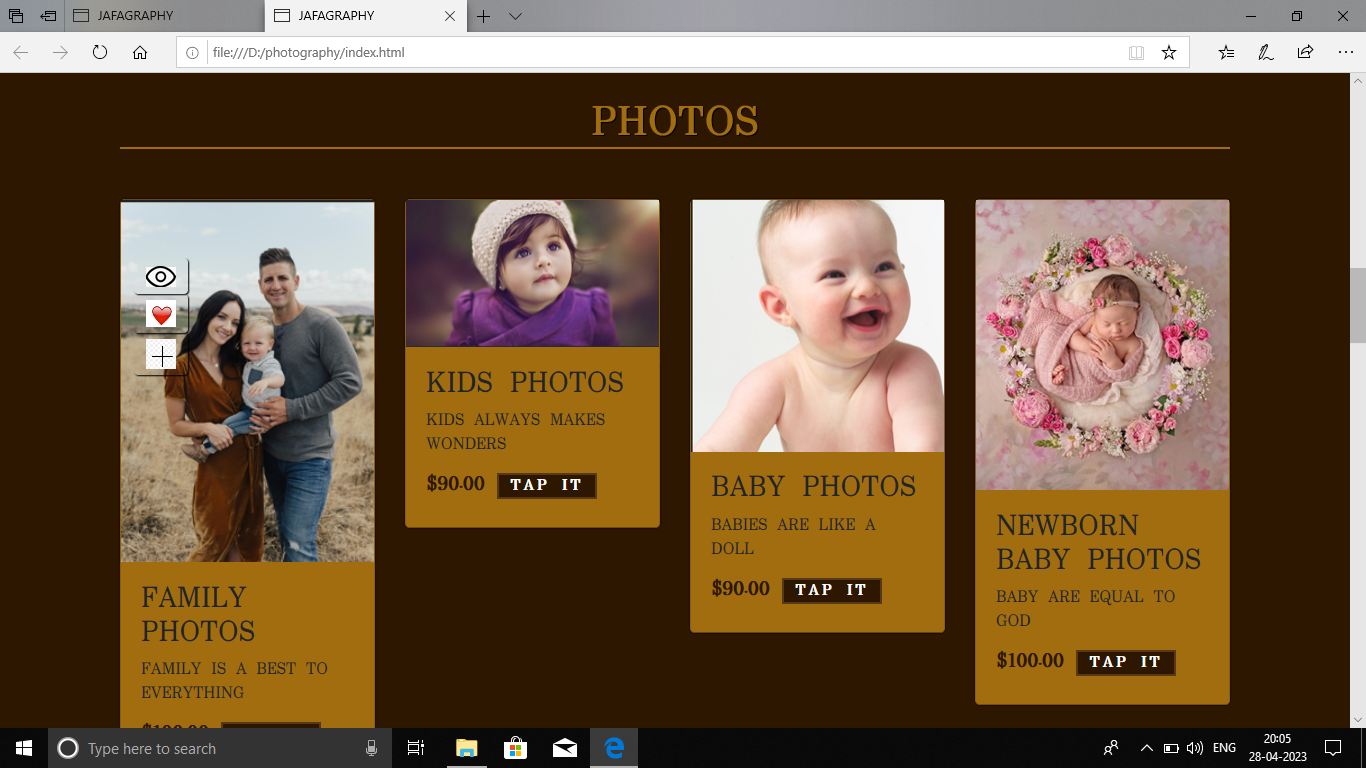 JAFAGRAPHY
JAFAGRAPHY
file:///D:/photography/index.html
PHOTOS
FAMILY
PHOTOS
FAMILY IS A BEST TO
EVERYTHING
KIDS PHOTOS
KIDS ALWAYS MAKES
WONDERS
$90.00 TAP IT
BABY PHOTOS
BABIES ARE LIKE A
DOLL
$90.00 TAP IT
NEWBORN
BABY PHOTOS
BABY ARE EQUAL TO
GOD
$100.00 TAP IT
Type here to search
ENG
20:05
28-04-2023